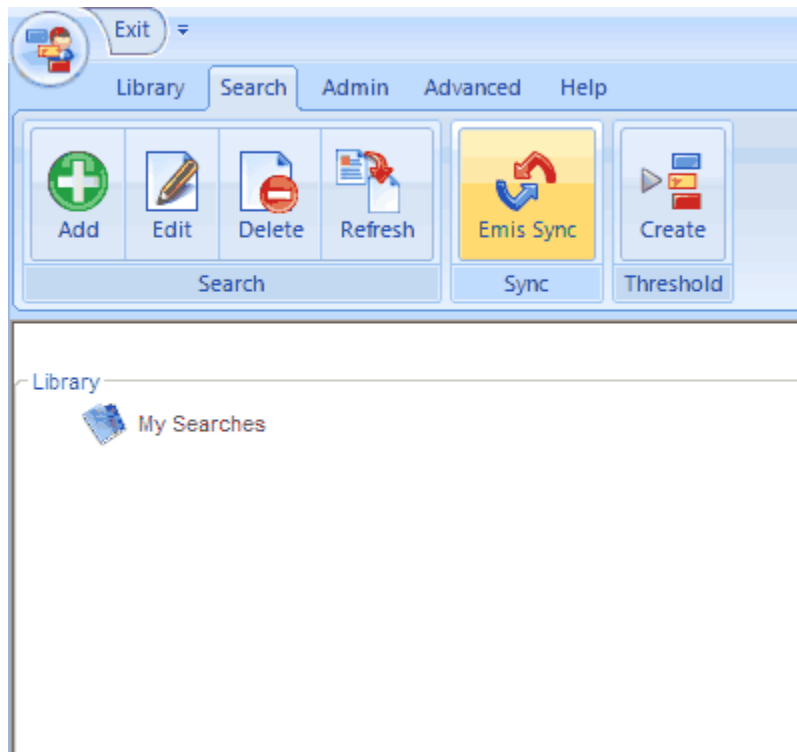 Exit
Library Search Admin Advanced Help
Add Edit Delete Refresh Emis Sync Create
Search Sync Threshold
Library
My Searches